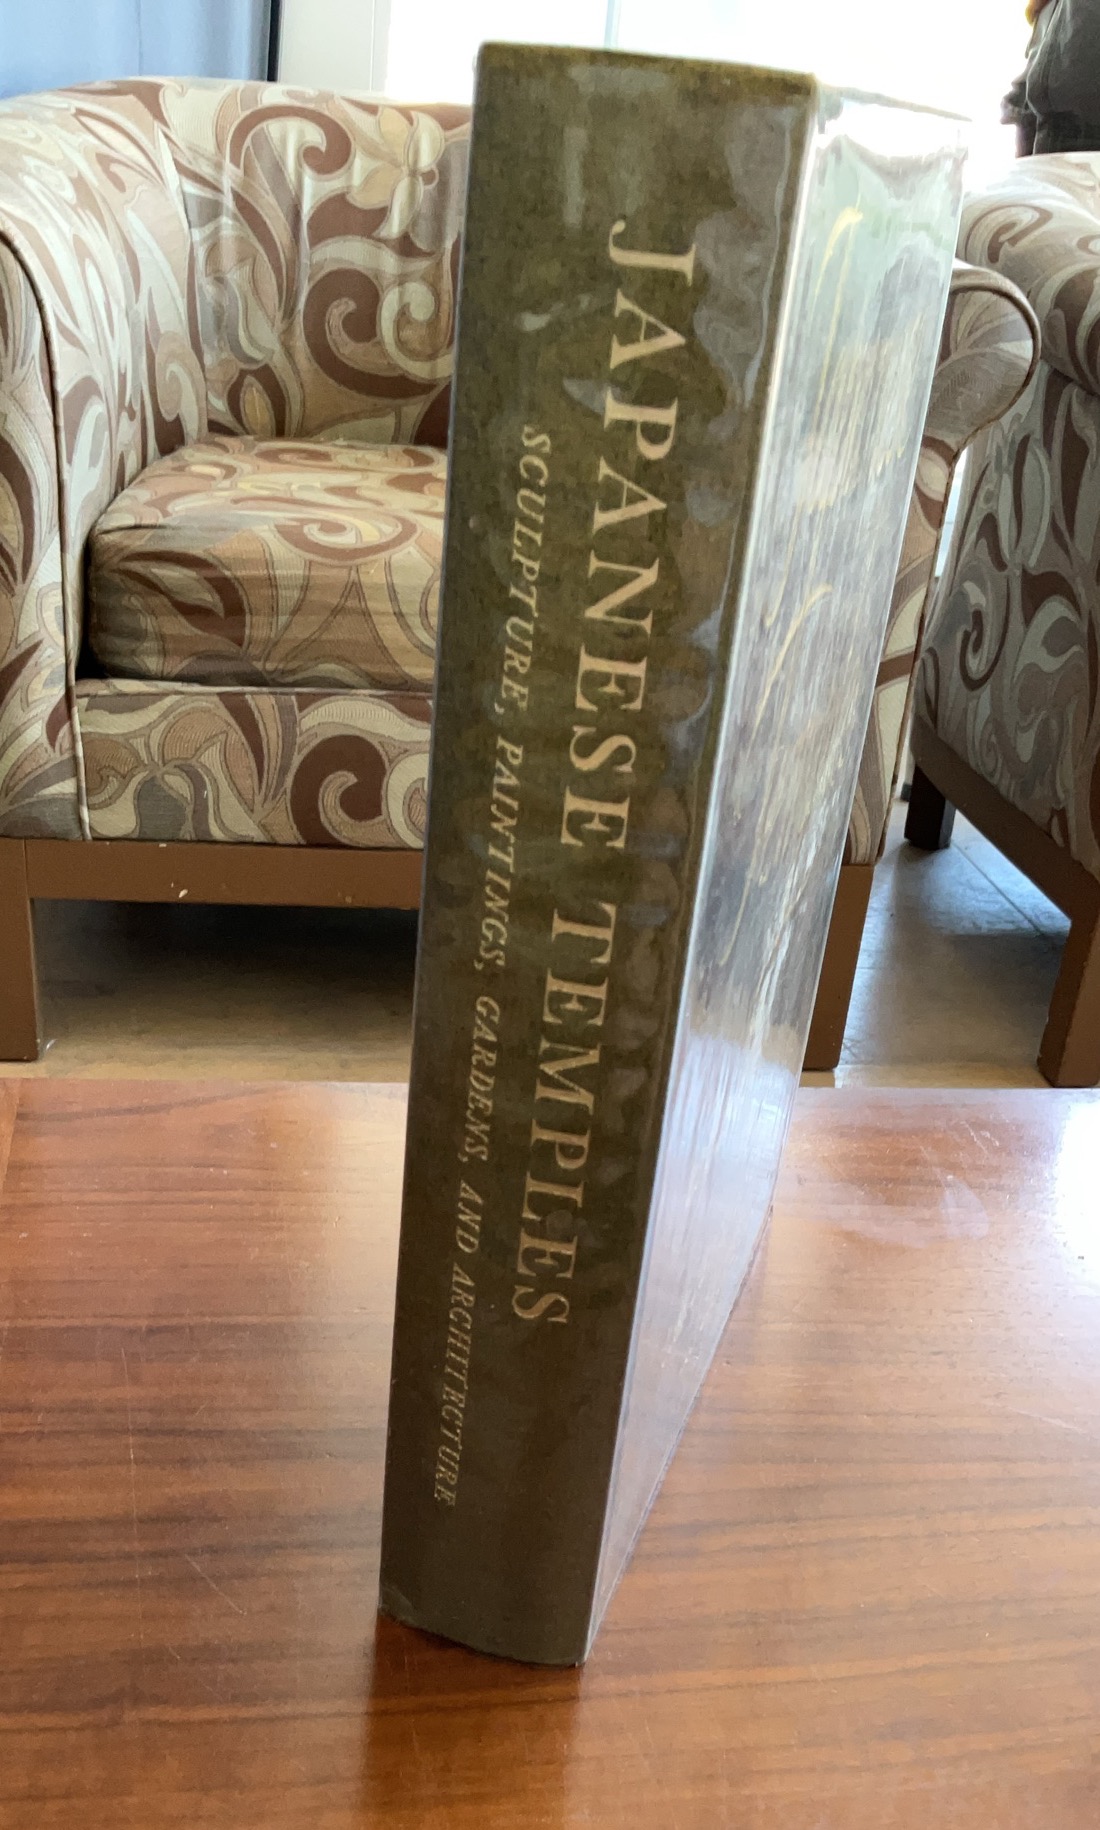 JAPANESE TEMPLES
SCULPTURE, PAINTINGS, GARDENS, AND ARCHITECTURE